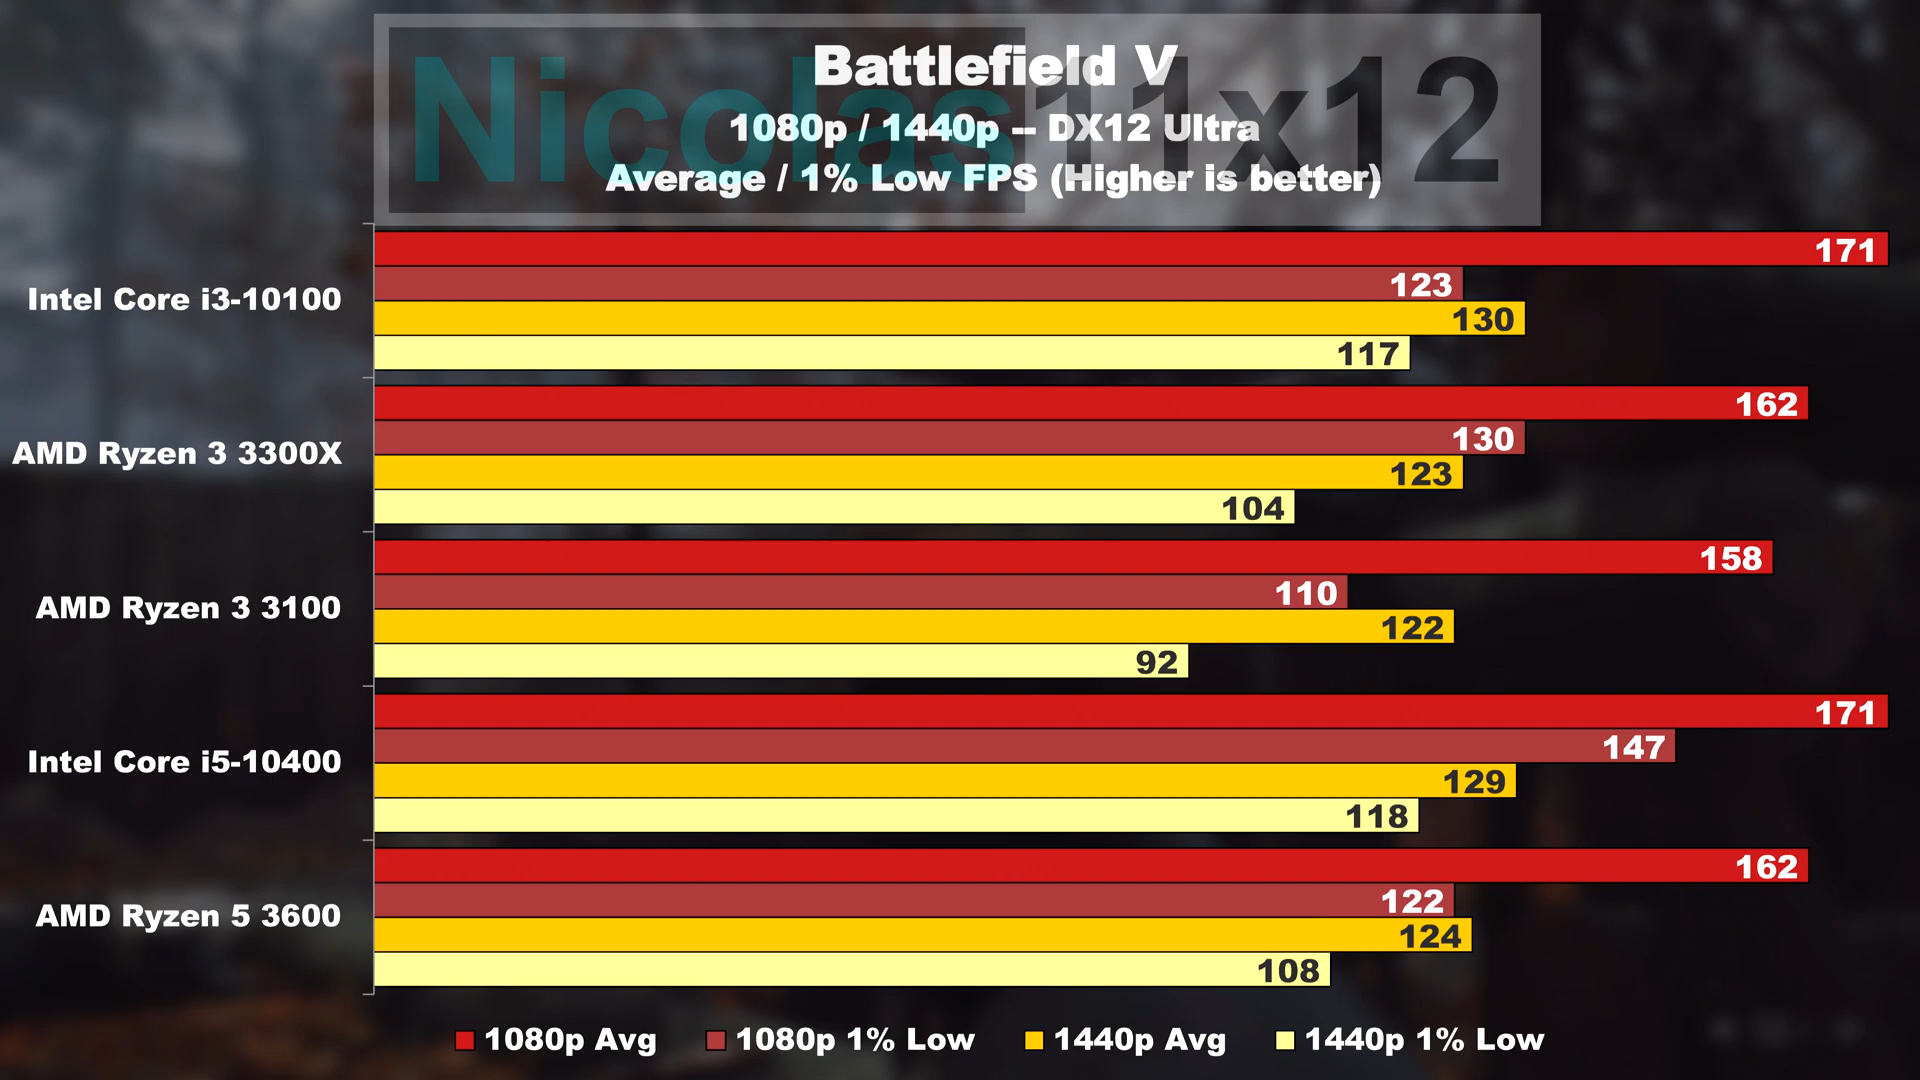 Nicolas11x12
Battlefield V
1080p / 1440p – DX12 Ultra
Average / 1% Low FPS (Higher is better)
Intel Core i3-10100
171
123
130
117
AMD Ryzen 3 3300X
162
130
123
104
AMD Ryzen 3 3100
158
110
122
92
Intel Core i5-10400
171
147
129
118
AMD Ryzen 5 3600
162
122
124
108
1080p Avg 1080p 1% Low 1440p Avg 1440p 1% Low